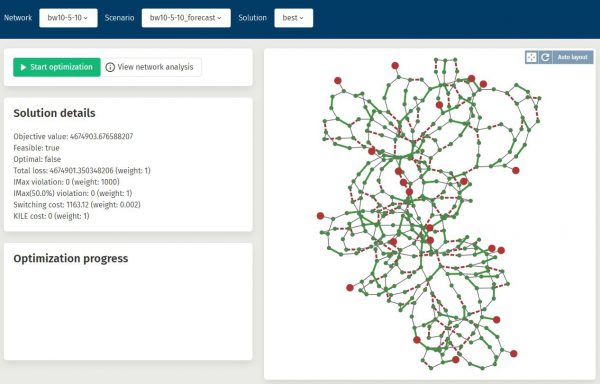 Network bw10-5-10 Scenario bw10-5-10_forecast Solution best
Start optimization View network analysis
Auto layout
Solution details
Objective value: 4674903.676588207
Feasible: true
Optimal: false
Total loss: 4674901.350348206 (weight: 1)
IMax violation: 0 (weight: 1000)
IMax(50.0%) violation: 0 (weight: 1)
Switching cost: 1163.12 (weight: 0.002)
KILE cost: 0 (weight: 1)
Optimization progress